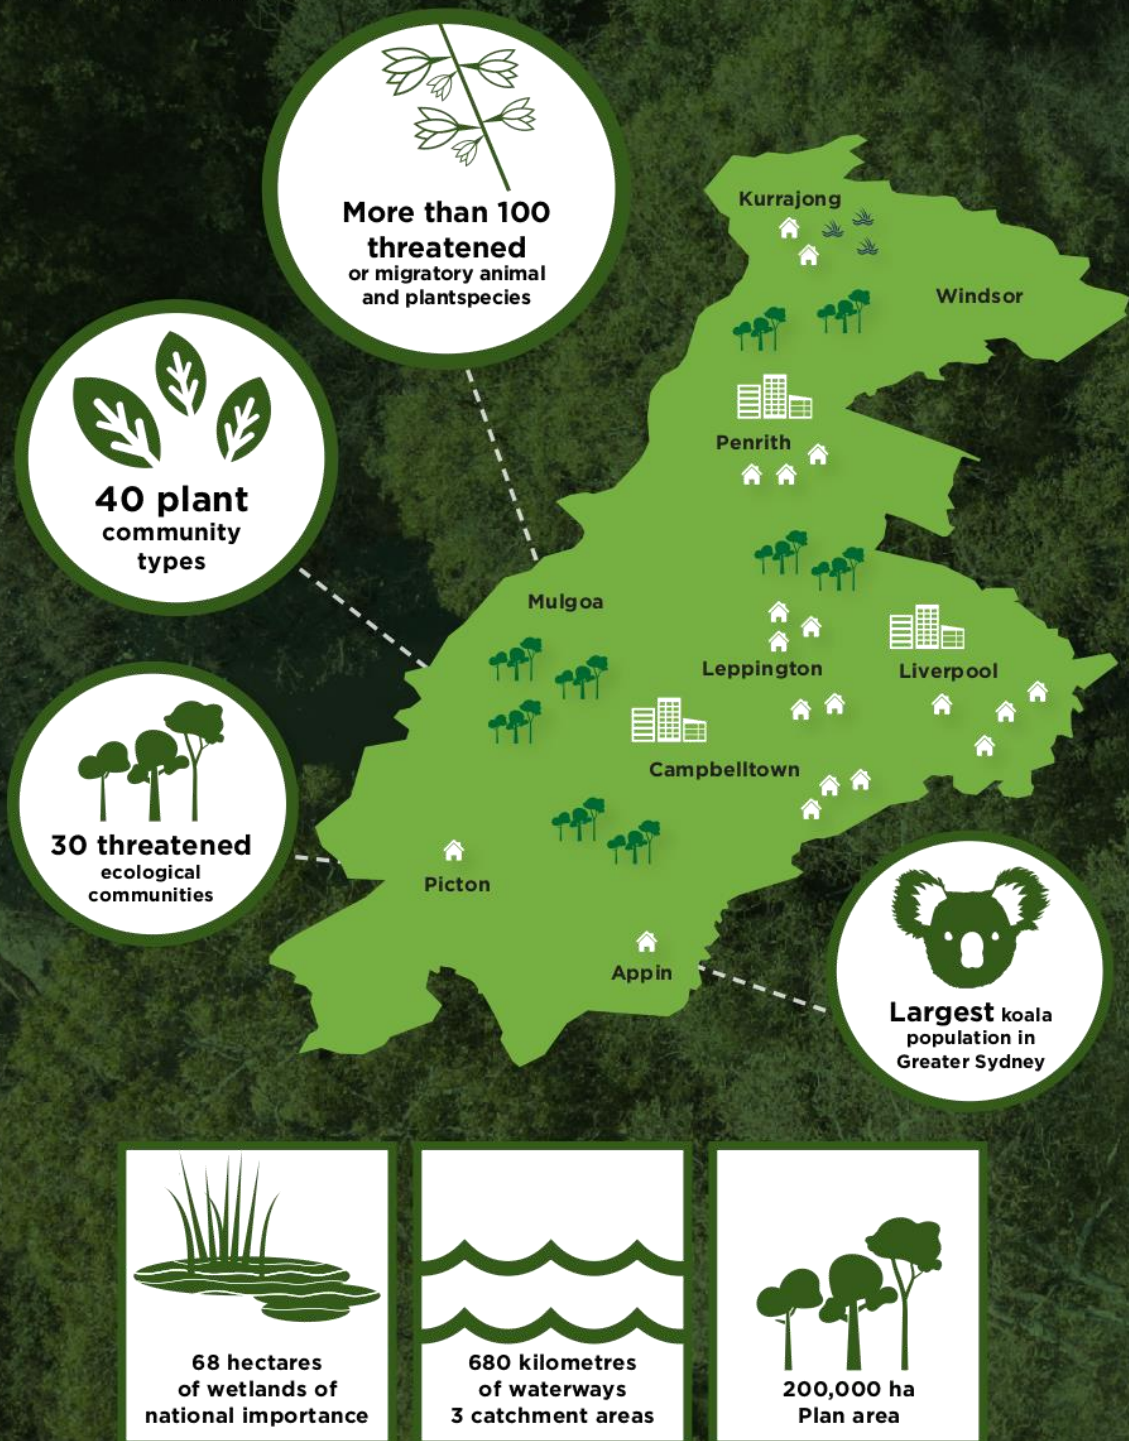 More than 100
threatened
or migratory animal
and plantspecies
40 plant
community
types
30 threatened
ecological
communities
Kurrajong
Windsor
Penrith
Mulgoa
Leppington
Liverpool
Campbelltown
Picton
Appin
Largest koala
population in
Greater Sydney
68 hectares
of wetlands of
national importance
680 kilometres
of waterways
3 catchment areas
200,000 ha
Plan area